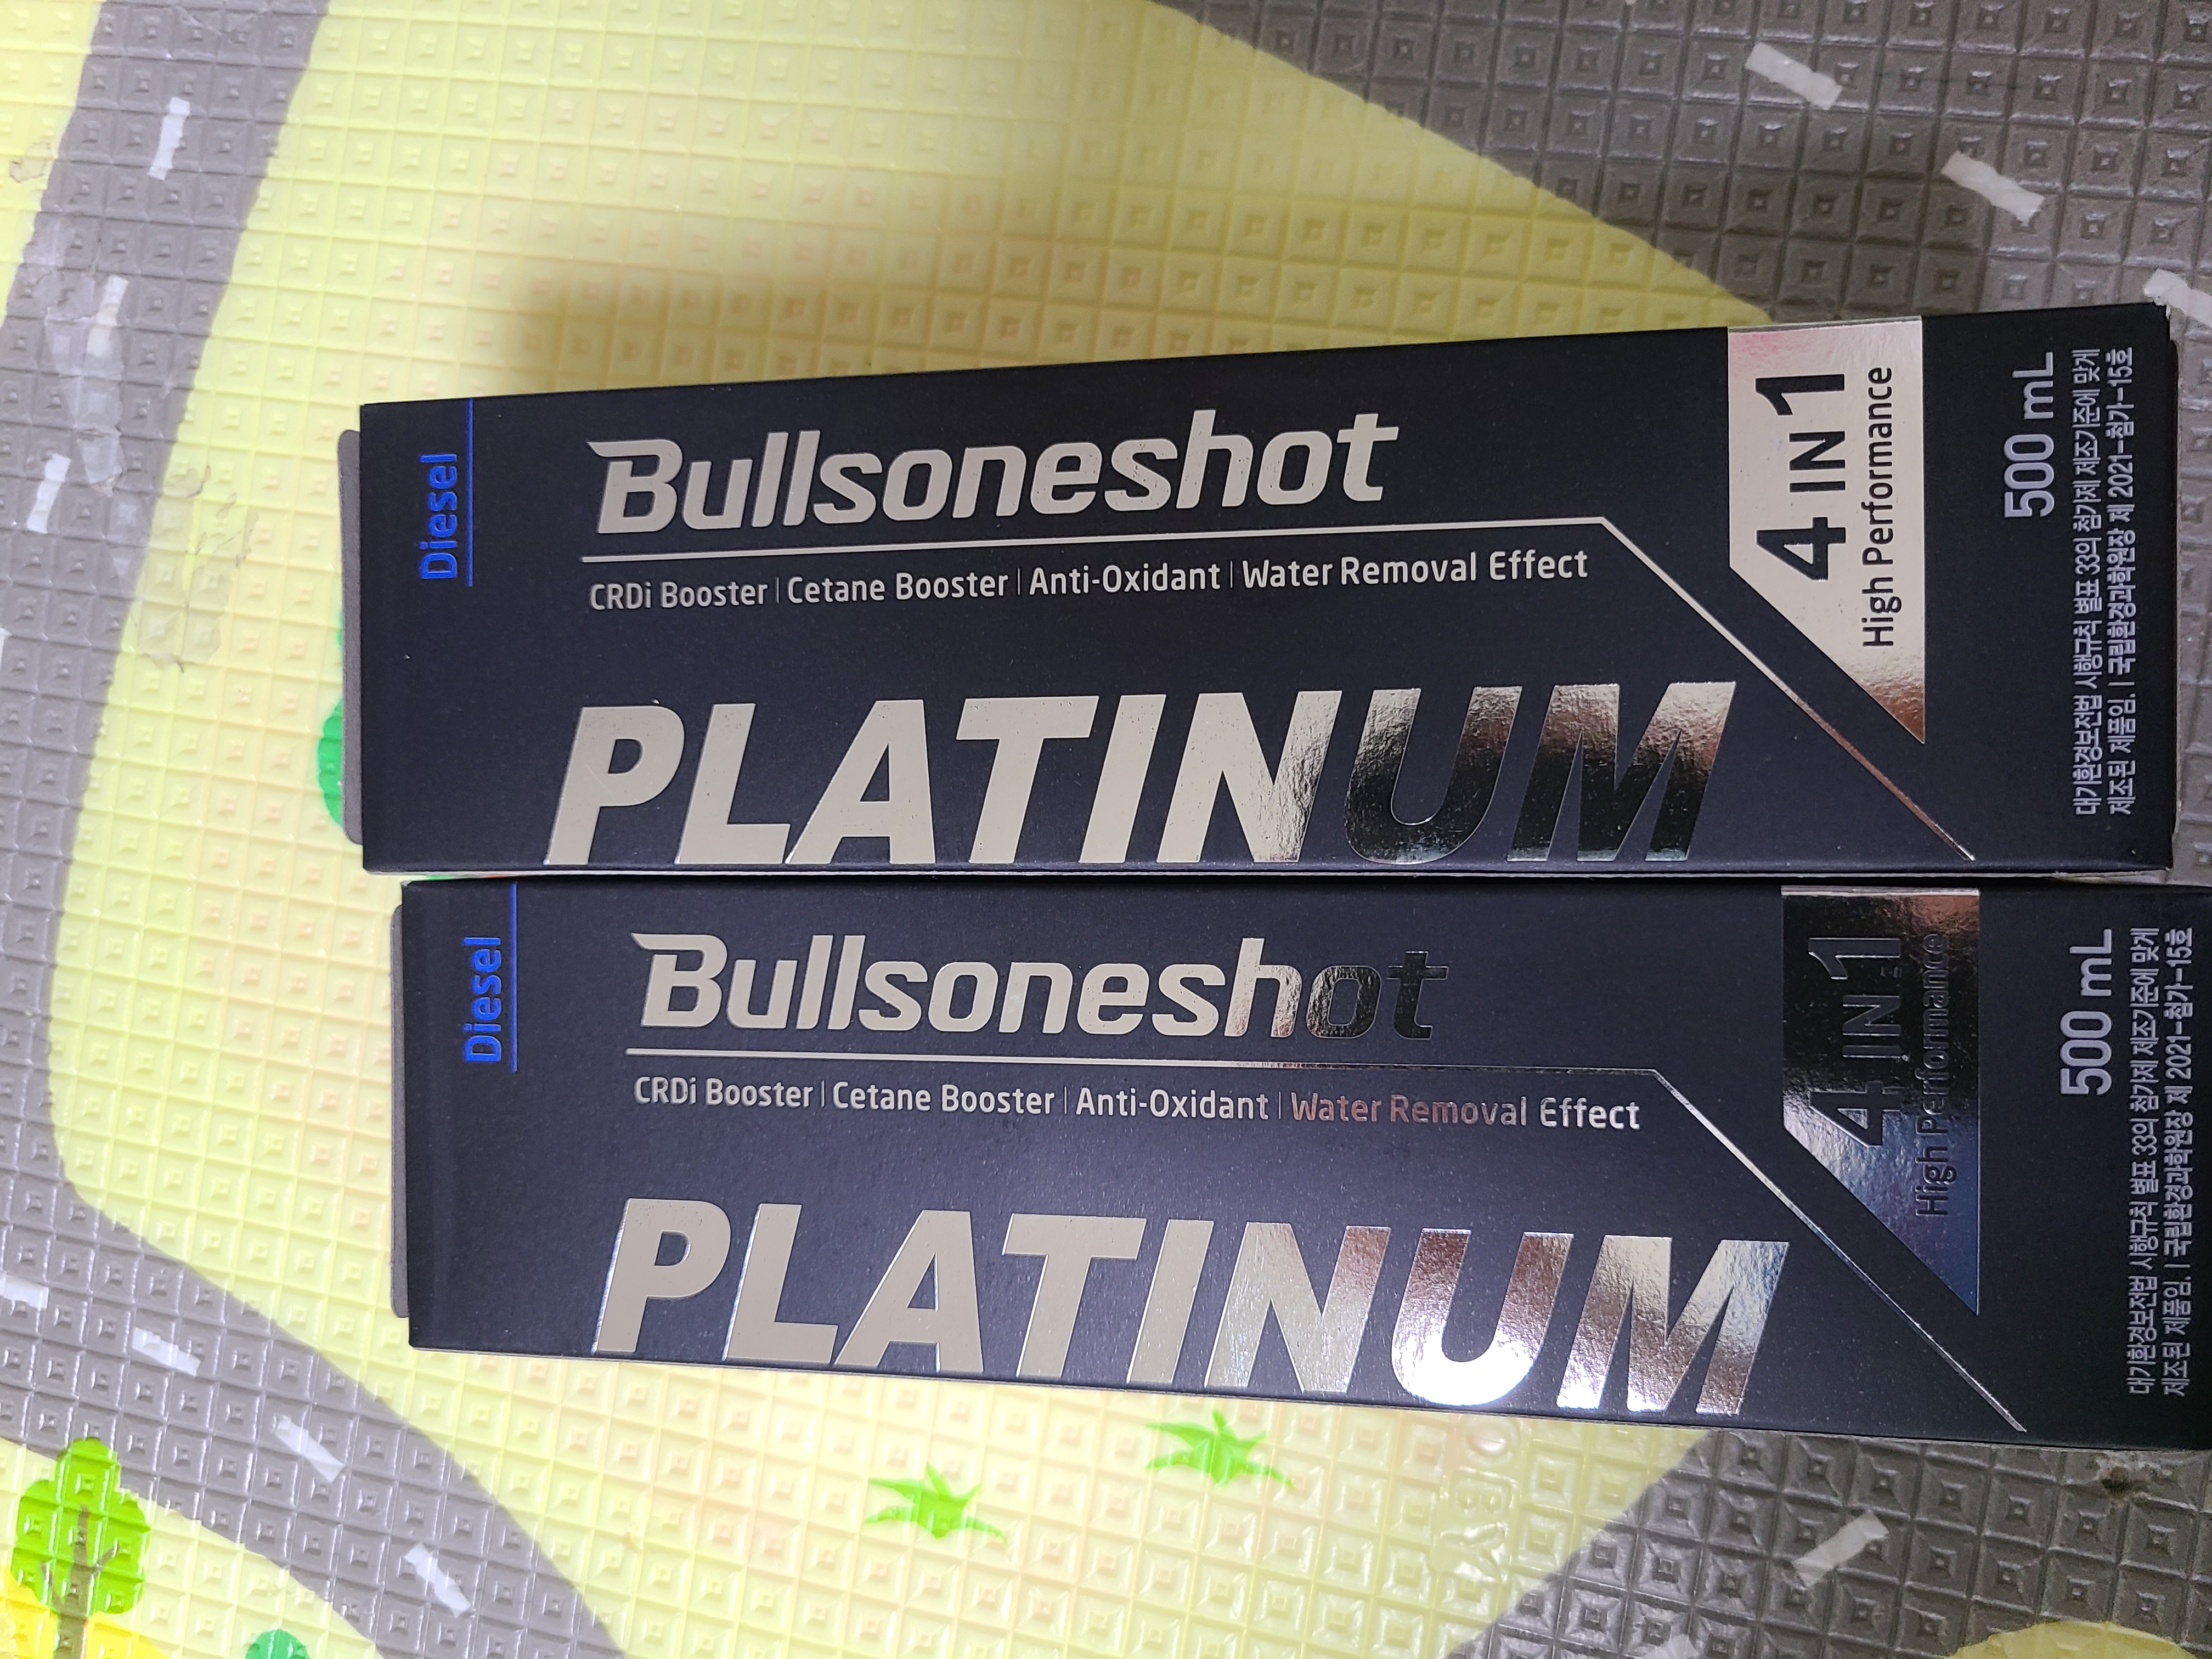 Diesel
Bullsoneshot
CRDi Booster | Cetane Booster | Anti-Oxidant | Water Removal Effect
PLATINUM
4 IN 1
High Performance
500 mL
대기환경보전법 시행규칙 별표 33의 첨가제 제조기준에 맞게
제조된 제품임. | 국립환경과학원장 제 2021-첨가-15호
Diesel
Bullsoneshot
CRDi Booster | Cetane Booster | Anti-Oxidant | Water Removal Effect
PLATINUM
4 IN 1
High Performance
500 mL
대기환경보전법 시행규칙 별표 33의 첨가제 제조기준에 맞게
제조된 제품임. | 국립환경과학원장 제 2021-첨가-15호